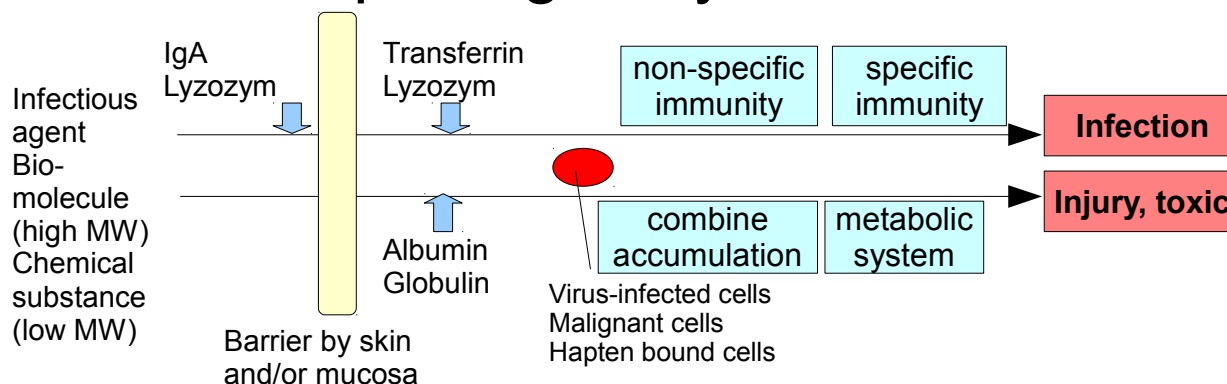 IgA
Lyzozym
Transferrin
Lyzozym
non-specific
immunity
specific
immunity
Infectious
agent
Bio-
molecule
(high MW)
Chemical
substance
(low MW)
Infection
Injury, toxic
Albumin
Globulin
combine
accumulation
metabolic
system
Virus-infected cells
Malignant cells
Hapten bound cells
Barrier by skin
and/or mucosa